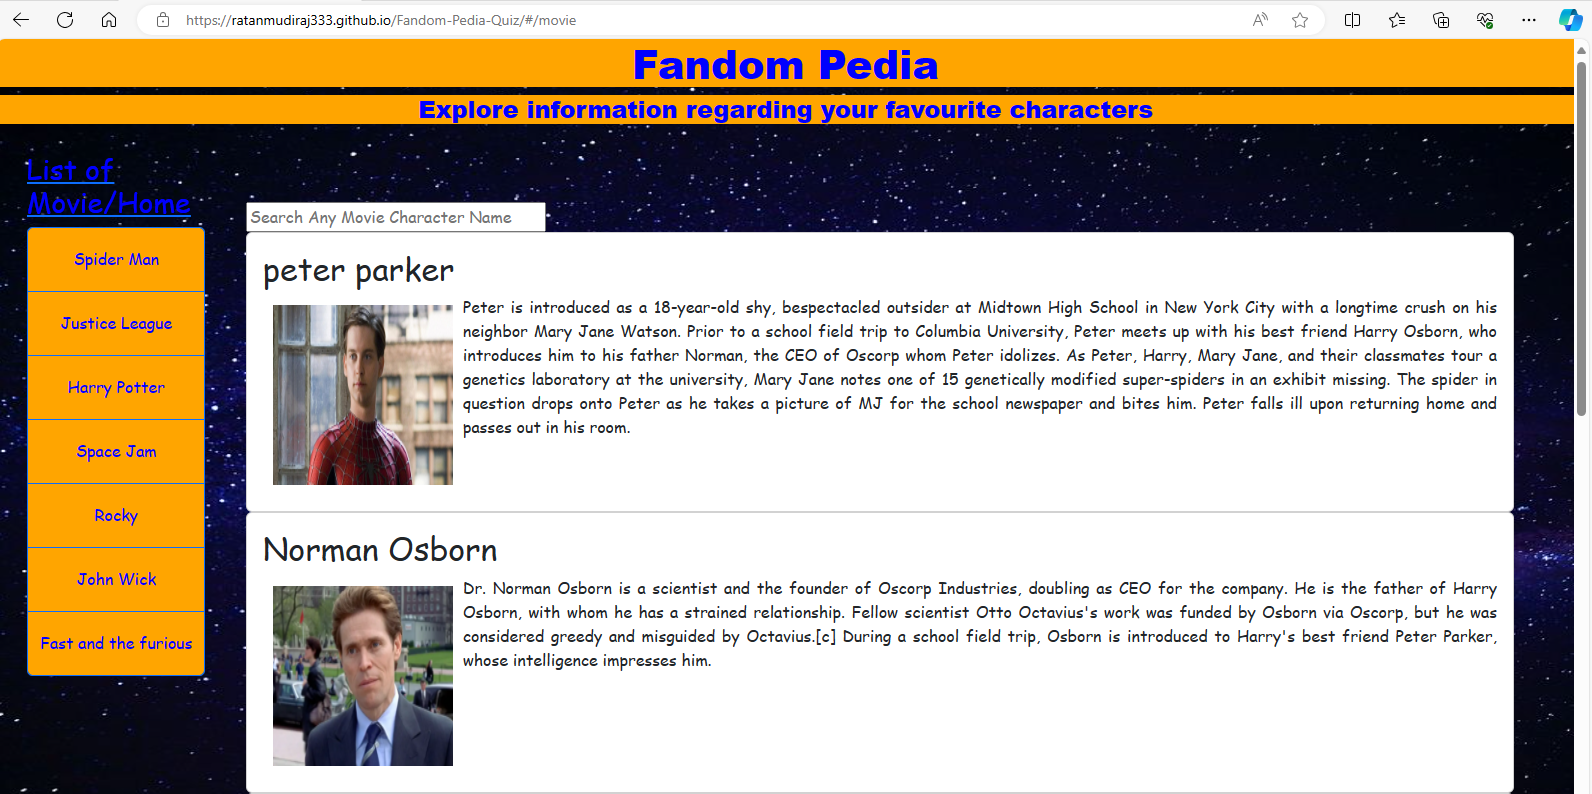 https://ratanmudiraj333.github.io/Fandom-Pedia-Quiz/#/movie
Fandom Pedia
Explore information regarding your favourite characters
List of
Movie/Home
Spider Man
Justice League
Harry Potter
Space Jam
Rocky
John Wick
Fast and the furious
Search Any Movie Character Name
peter parker
Peter is introduced as a 18-year-old shy, bespectacled outsider at Midtown High School in New York City with a longtime crush on his
neighbor Mary Jane Watson. Prior to a school field trip to Columbia University, Peter meets up with his best friend Harry Osborn, who
introduces him to his father Norman, the CEO of Oscorp whom Peter idolizes. As Peter, Harry, Mary Jane, and their classmates tour a
genetics laboratory at the university, Mary Jane notes one of 15 genetically modified super-spiders in an exhibit missing. The spider in
question drops onto Peter as he takes a picture of MJ for the school newspaper and bites him. Peter falls ill upon returning home and
passes out in his room.
Norman Osborn
Dr. Norman Osborn is a scientist and the founder of Oscorp Industries, doubling as CEO for the company. He is the father of Harry
Osborn, with whom he has a strained relationship. Fellow scientist Otto Octavius's work was funded by Osborn via Oscorp, but he was
considered greedy and misguided by Octavius.[c] During a school field trip, Osborn is introduced to Harry's best friend Peter Parker,
whose intelligence impresses him.